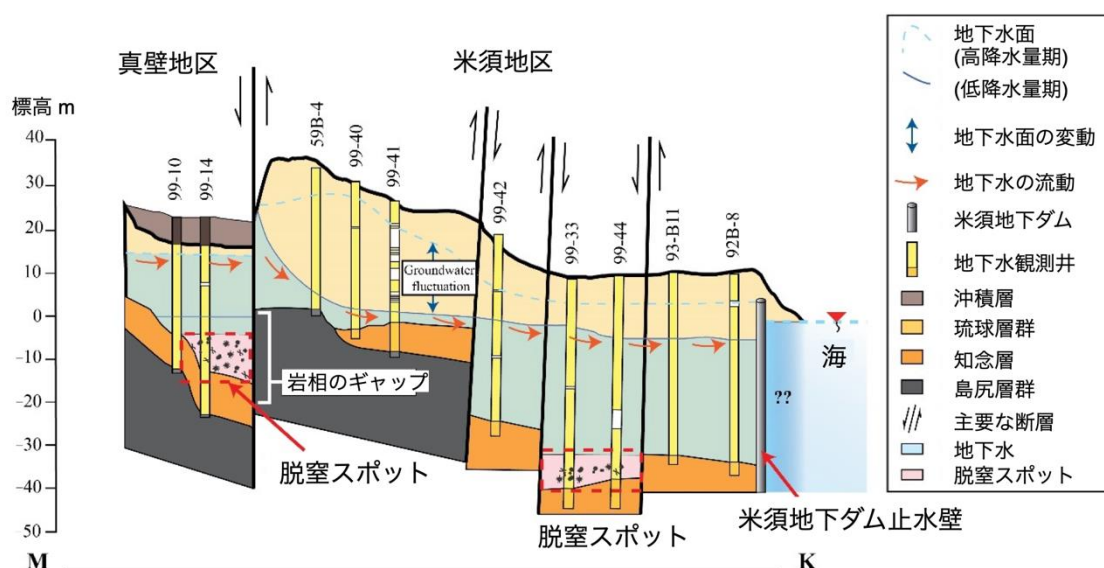 真壁地区
米須地区
標高 m
40
30
20
10
0
−10
−20
−30
−40
50
99-10
99-14
59B-4
99-40
99-41
99-42
99-33
99-44
93-B11
92B-8
Groundwater
fluctuation
岩相のギャップ
脱窒スポット
脱窒スポット
??
海
米須地下ダム止水壁
M
K
地下水面
(高降水量期)
(低降水量期)
地下水面の変動
地下水の流動
米須地下ダム
地下水観測井
沖積層
琉球層群
知念層
島尻層群
主要な断層
地下水
脱窒スポット